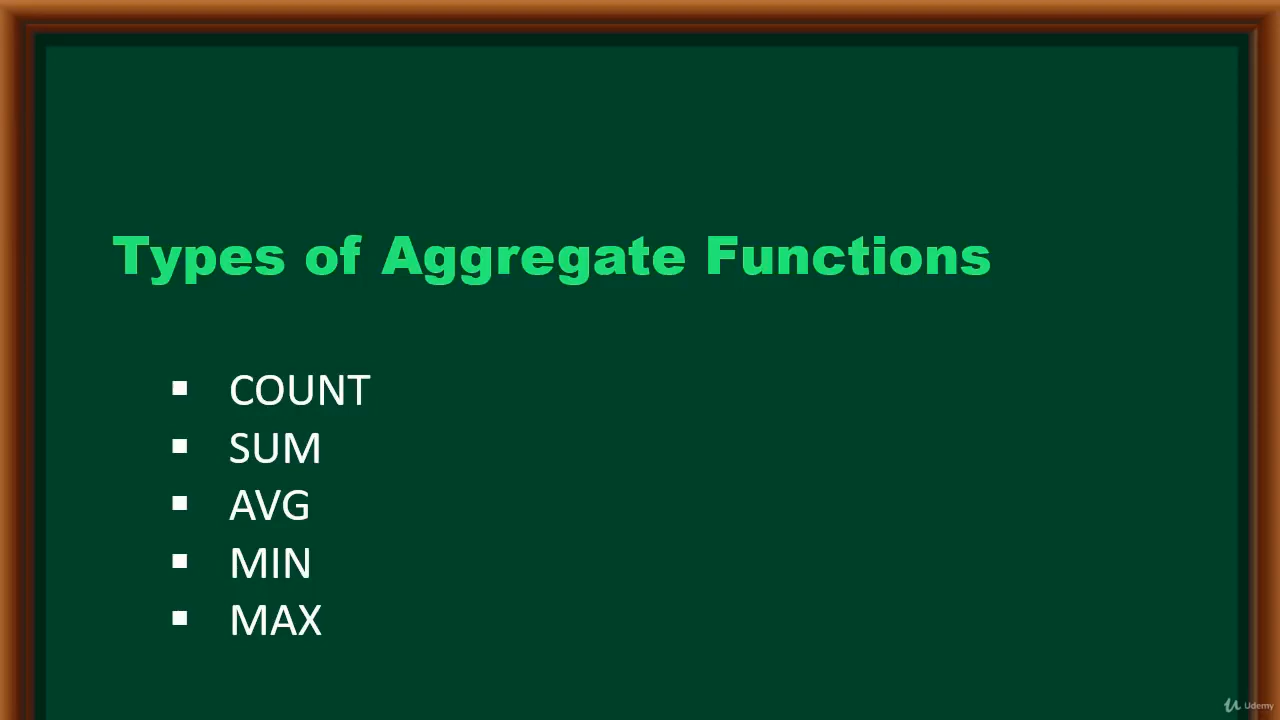 Types of Aggregate Functions
▪ COUNT
▪ SUM
▪ AVG
▪ MIN
▪ MAX
Udemy